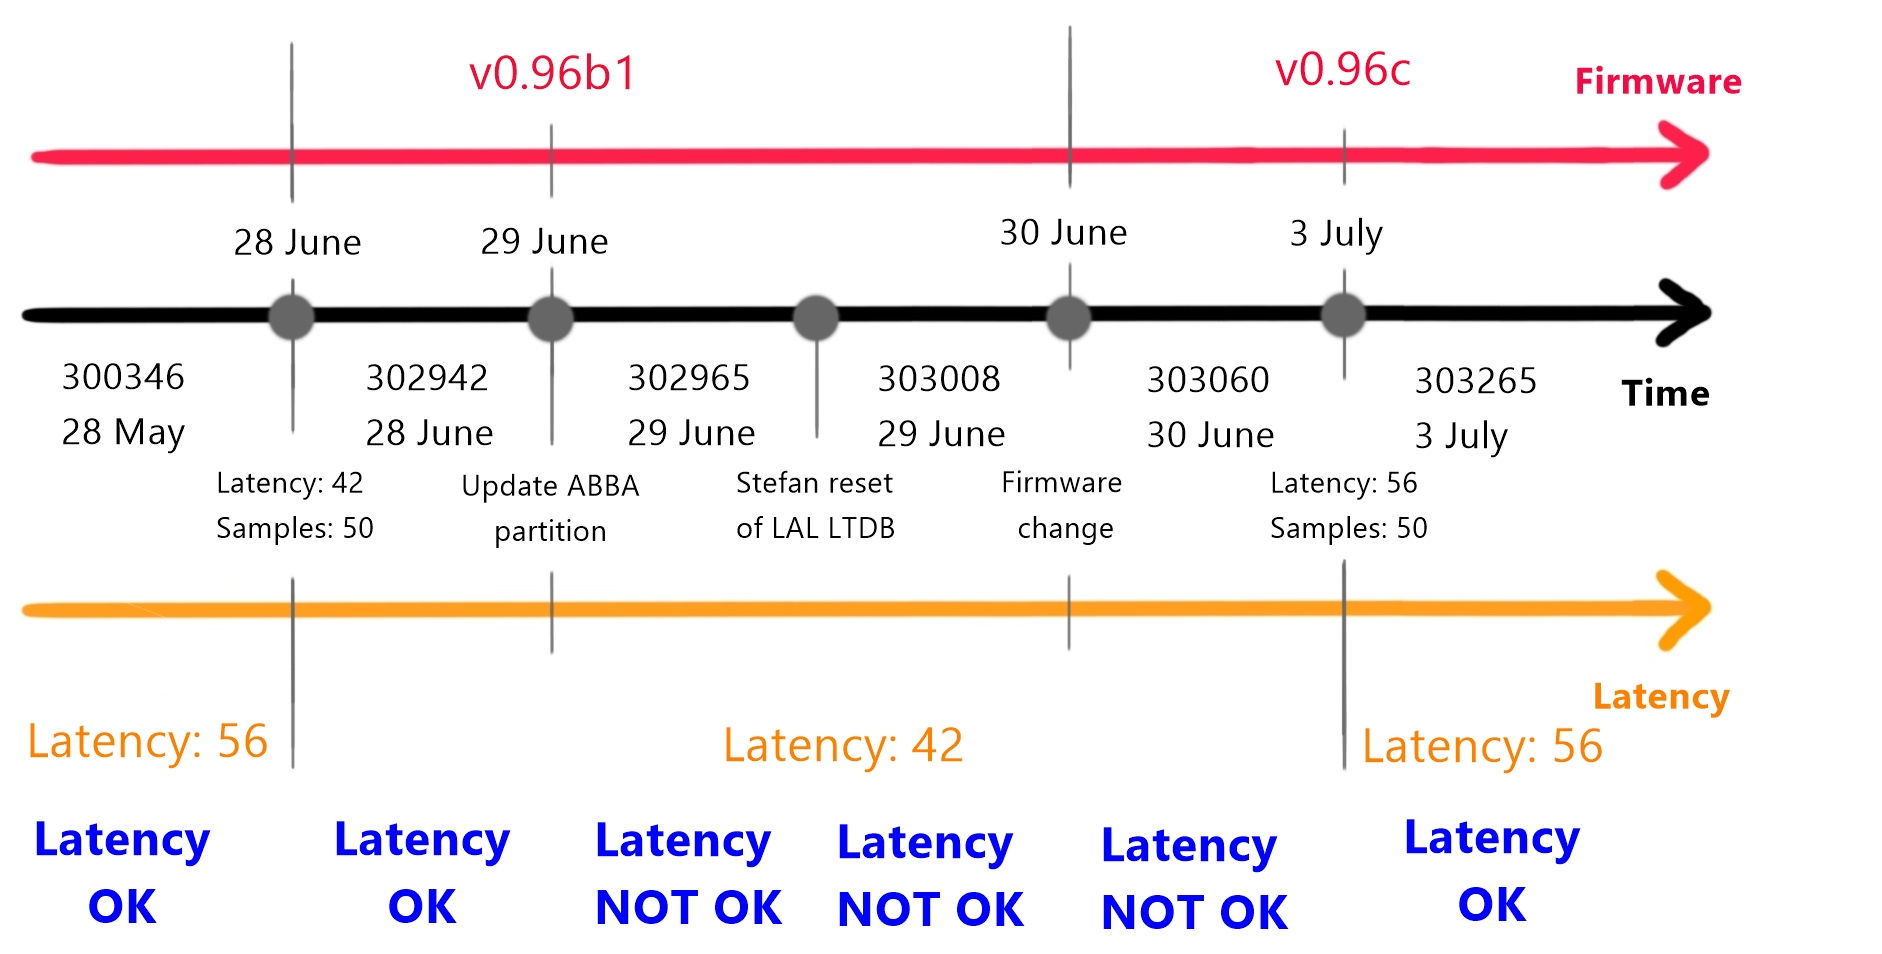 v0.96b1
v0.96c
Firmware
28 June
29 June
30 June
3 July
300346
28 May
302942
28 June
302965
29 June
303008
29 June
303060
30 June
303265
3 July
Time
Latency: 42
Samples: 50
Update ABBA
partition
Stefan reset
of LAL LTDB
Firmware
change
Latency: 56
Samples: 50
Latency
Latency: 56
Latency: 42
Latency: 56
Latency
OK
Latency
OK
Latency
NOT OK
Latency
NOT OK
Latency
NOT OK
Latency
OK